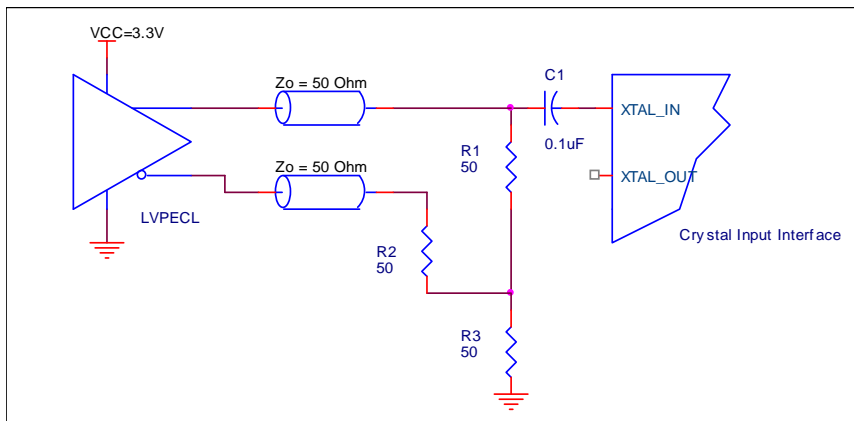 VCC=3.3V
Zo = 50 Ohm
C1
XTAL_IN
0.1uF
R1
50
Zo = 50 Ohm
XTAL_OUT
LVPECL
Crystal Input Interface
R2
50
R3
50